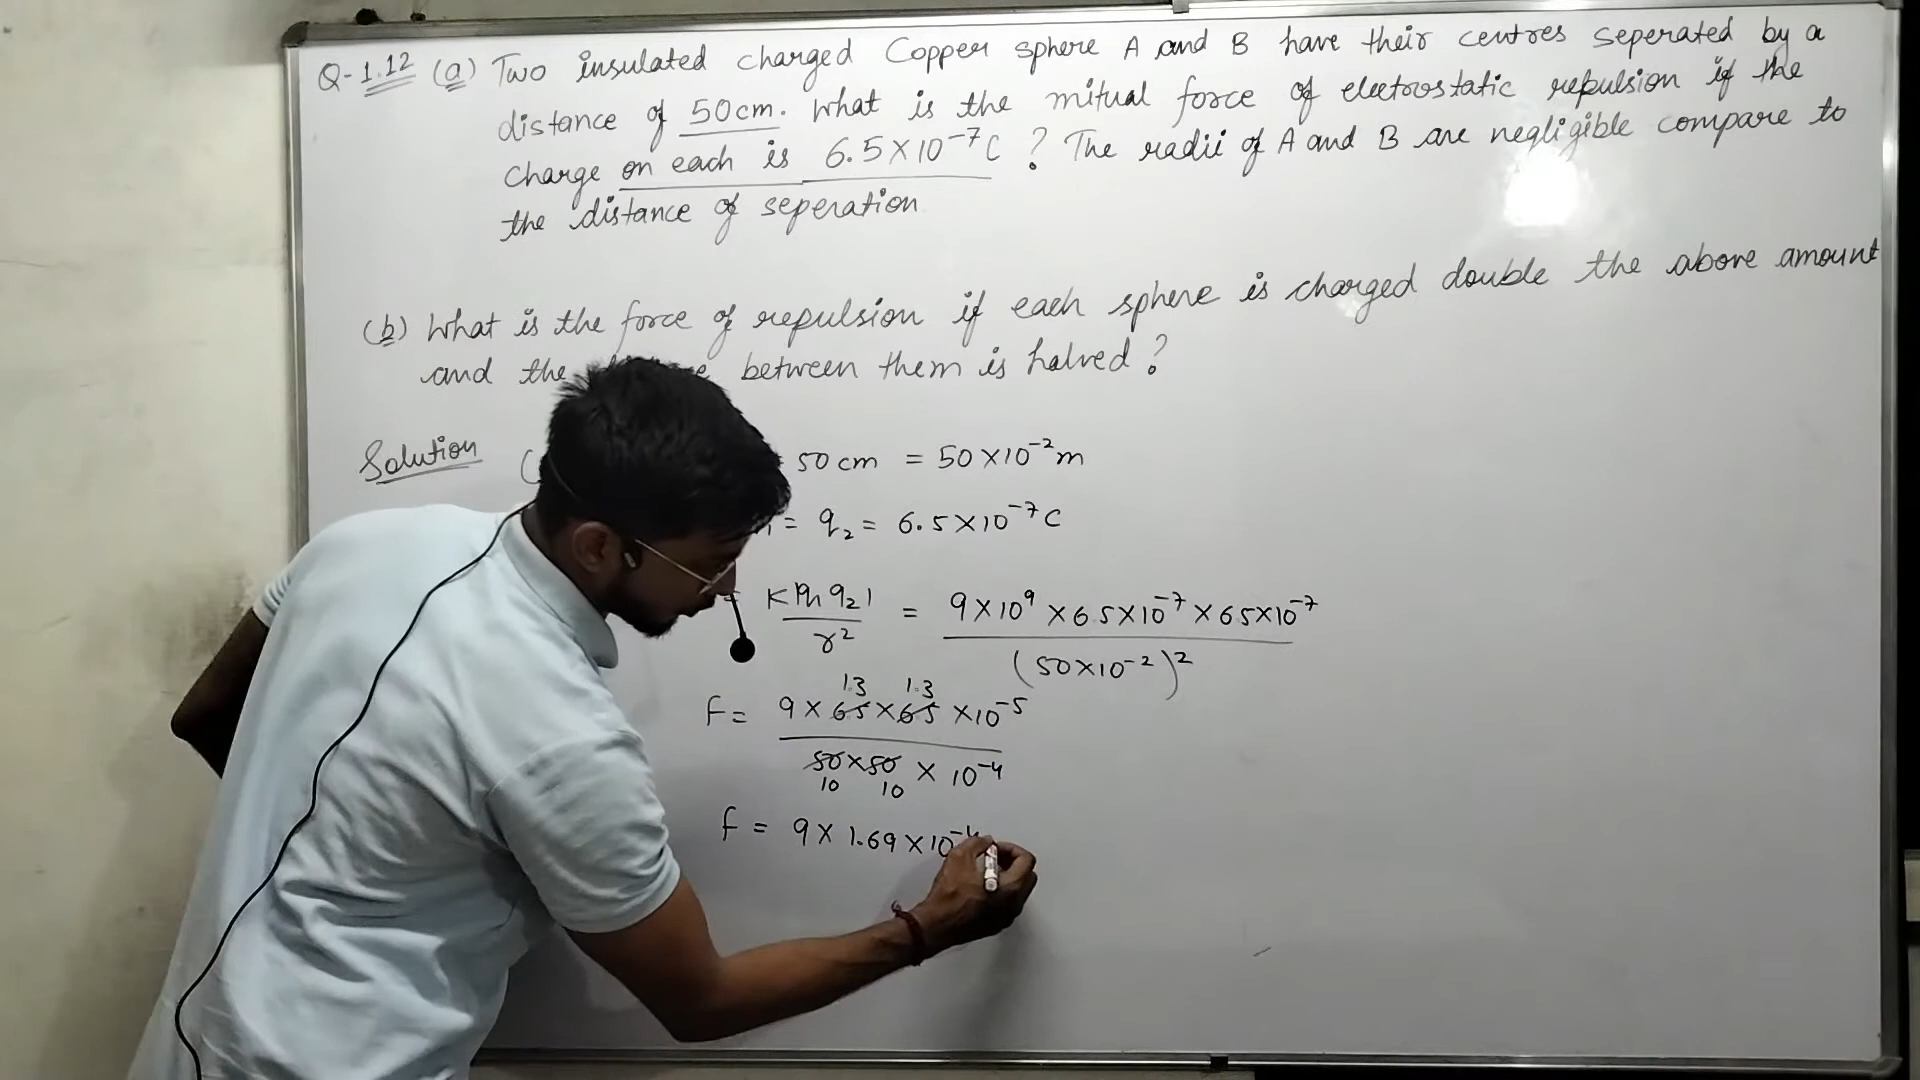 Q-1.12 (a) Two insulated charged Copper sphere A and B have their centres seperated by a
distance of 50cm. What is the mitual force of electrostatic repulsion if the
charge on each is 6.5×10⁻⁷C ? The radii of A and B are negligible compare to
the distance of seperation
(b) What is the force of repulsion if each sphere is charged double the above amount
and the between them is halved ?
Solution ( 50 cm = 50×10⁻²m
= q₂ = 6.5×10⁻⁷C
= K|q₁ q₂| / r² = 9×10⁹ ×6.5×10⁻⁷ ×6.5×10⁻⁷ / (50×10⁻²)²
1.3 1.3
F = 9×65×65 ×10⁻⁵
50×50 × 10⁻⁴
10 10
f = 9× 1.69×10